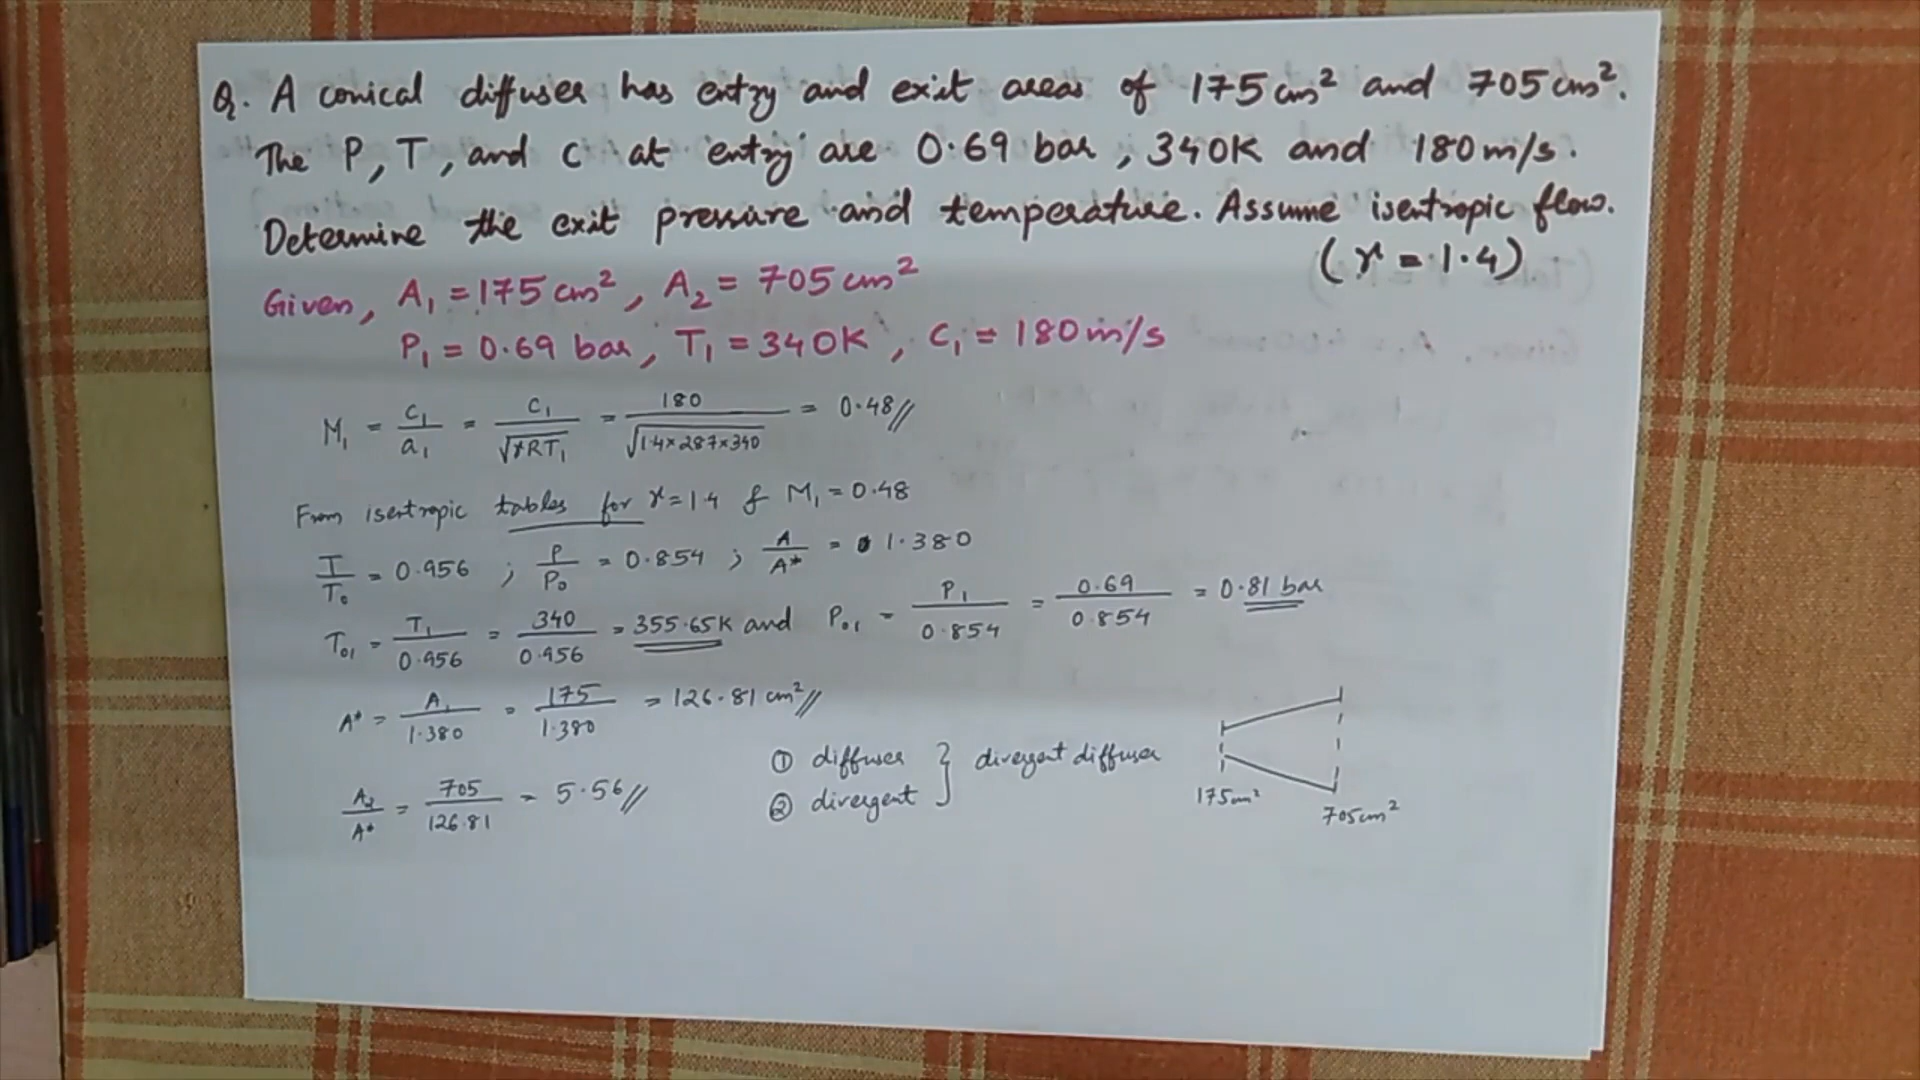 Q. A conical diffuser has entry and exit areas of 175 cm² and 705 cm².
The P, T, and C at entry are 0.69 bar, 340K and 180 m/s.
Determine the exit pressure and temperature. Assume isentropic flow.
(γ = 1.4)
Given, A₁ = 175 cm², A₂ = 705 cm²
P₁ = 0.69 bar, T₁ = 340K, C₁ = 180 m/s
M₁ = C₁/a₁ = C₁/√γRT₁ = 180/√1.4×287×340 = 0.48//
From isentropic tables for γ = 1.4 & M₁ = 0.48
T/T₀ = 0.956 ; P/P₀ = 0.854 ; A/A* = 1.380
T₀₁ = T₁/0.956 = 340/0.956 = 355.65K and P₀₁ = P₁/0.854 = 0.69/0.854 = 0.81 bar
A* = A₁/1.380 = 175/1.380 = 126.81 cm²//
A₂/A* = 705/126.81 = 5.56//
① diffuser
② divergent } divergent diffuser
175cm²
705cm²